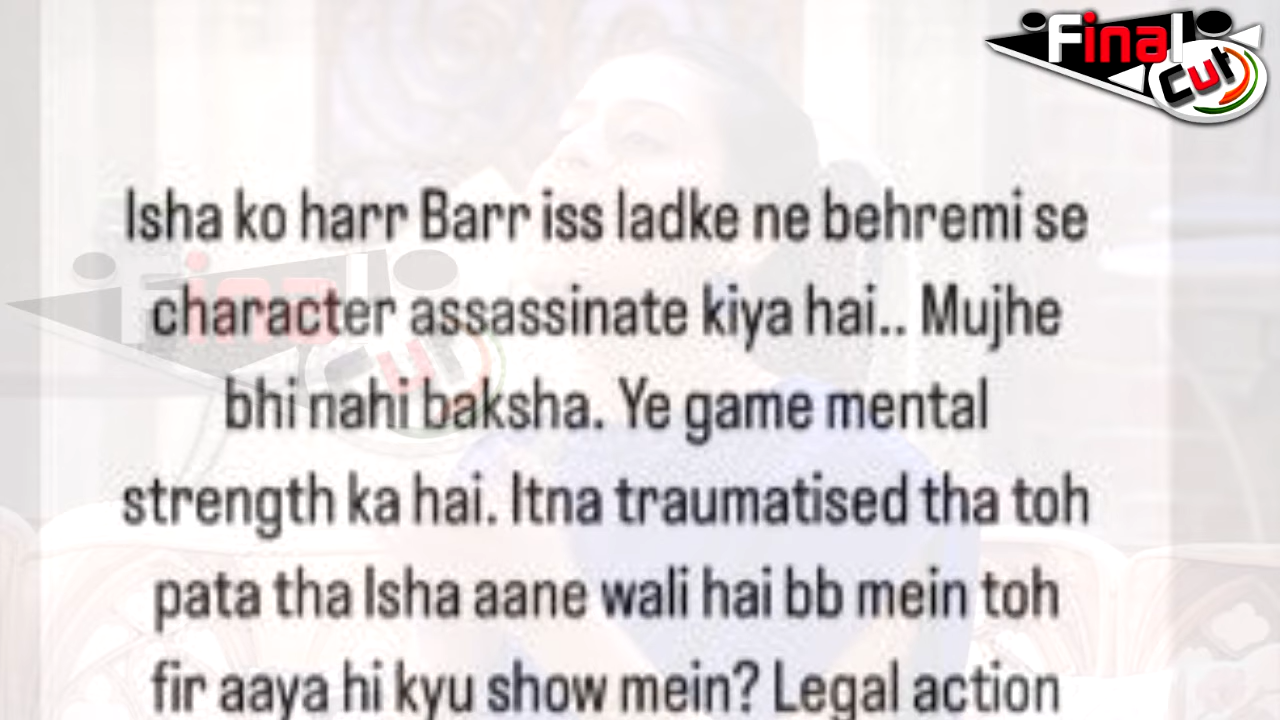 Final
Cut
Isha ko harr Barr iss ladke ne behremi se
character assassinate kiya hai.. Mujhe
bhi nahi baksha. Ye game mental
strength ka hai. Itna traumatised tha toh
pata tha Isha aane wali hai bb mein toh
fir aaya hi kyu show mein? Legal action
Final
Cut